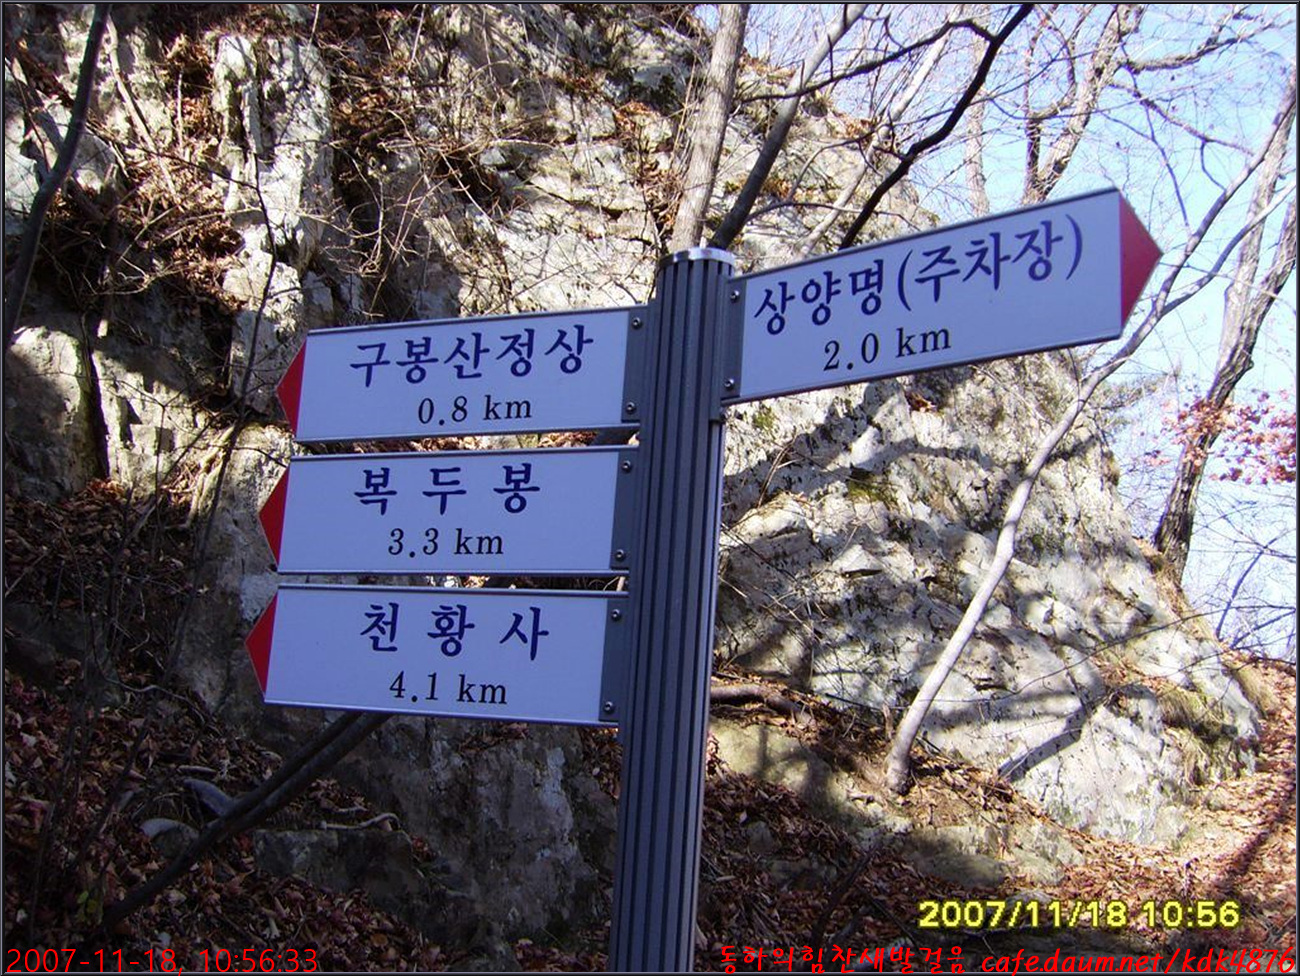 구봉산정상
0.8 km
복두봉
3.3 km
천황사
4.1 km
상양명(주차장)
2.0 km
2007/11/18 10:56
2007-11-18, 10:56:33
동하의힘찬새발걸음 cafe.daum.net/kdk4876